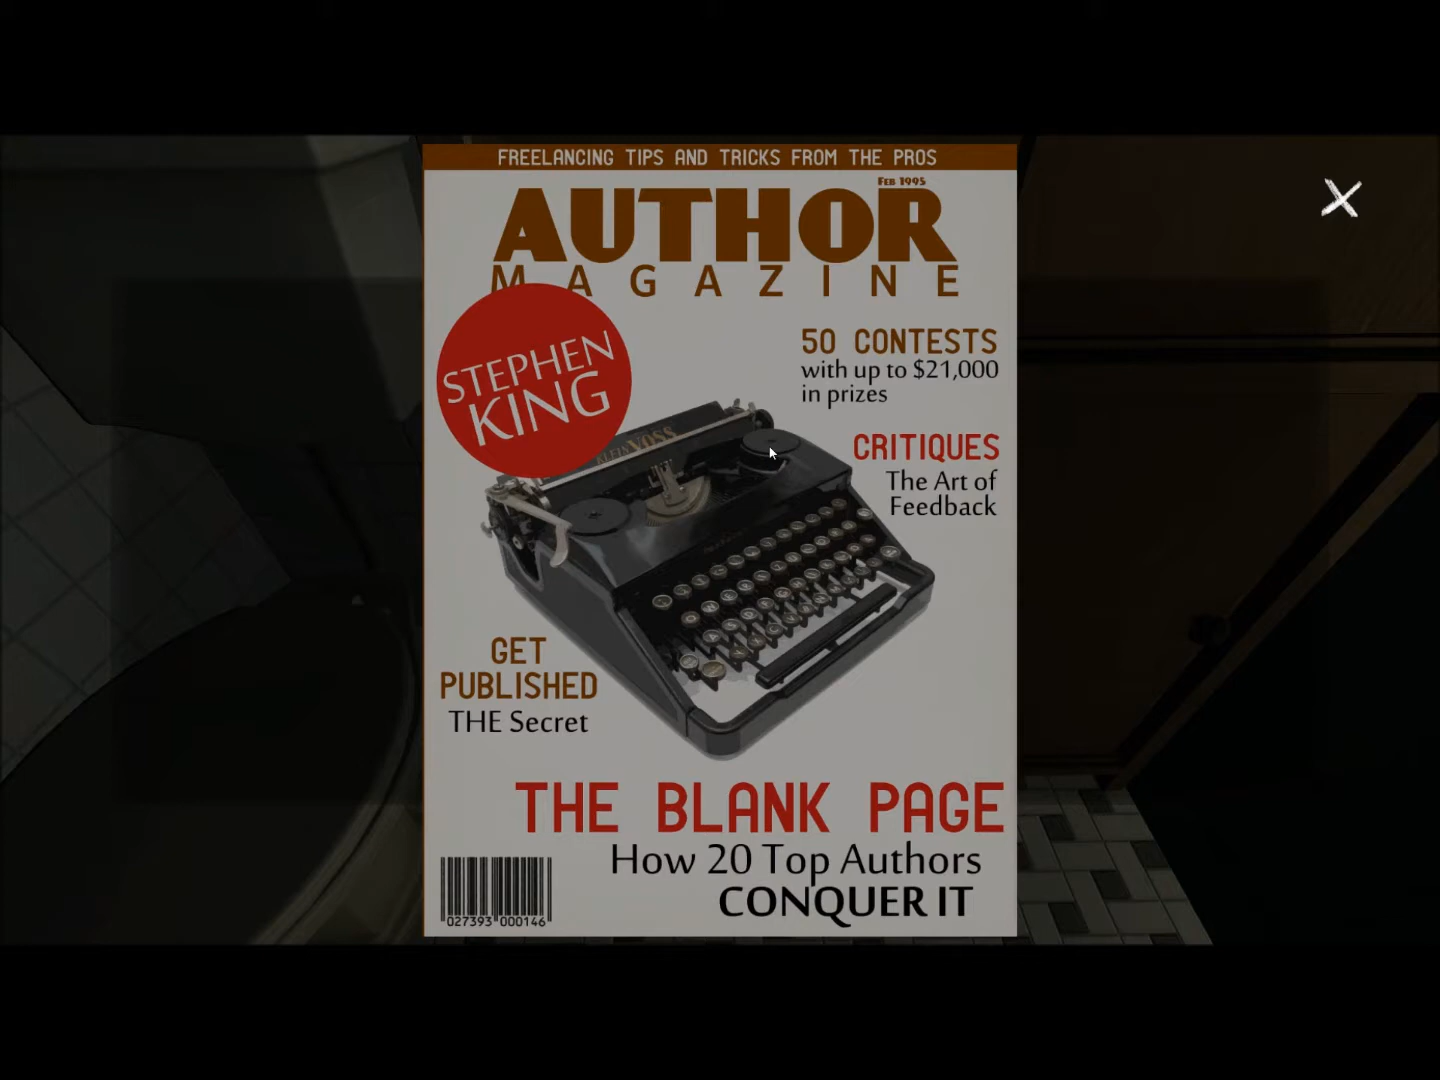 FREELANCING TIPS AND TRICKS FROM THE PROS
FEB 1995
AUTHOR
MAGAZINE
STEPHEN
KING
50 CONTESTS
with up to $21,000
in prizes
KLEIN VOSS
CRITIQUES
The Art of
Feedback
GET
PUBLISHED
THE Secret
THE BLANK PAGE
How 20 Top Authors
CONQUER IT
027393 000146